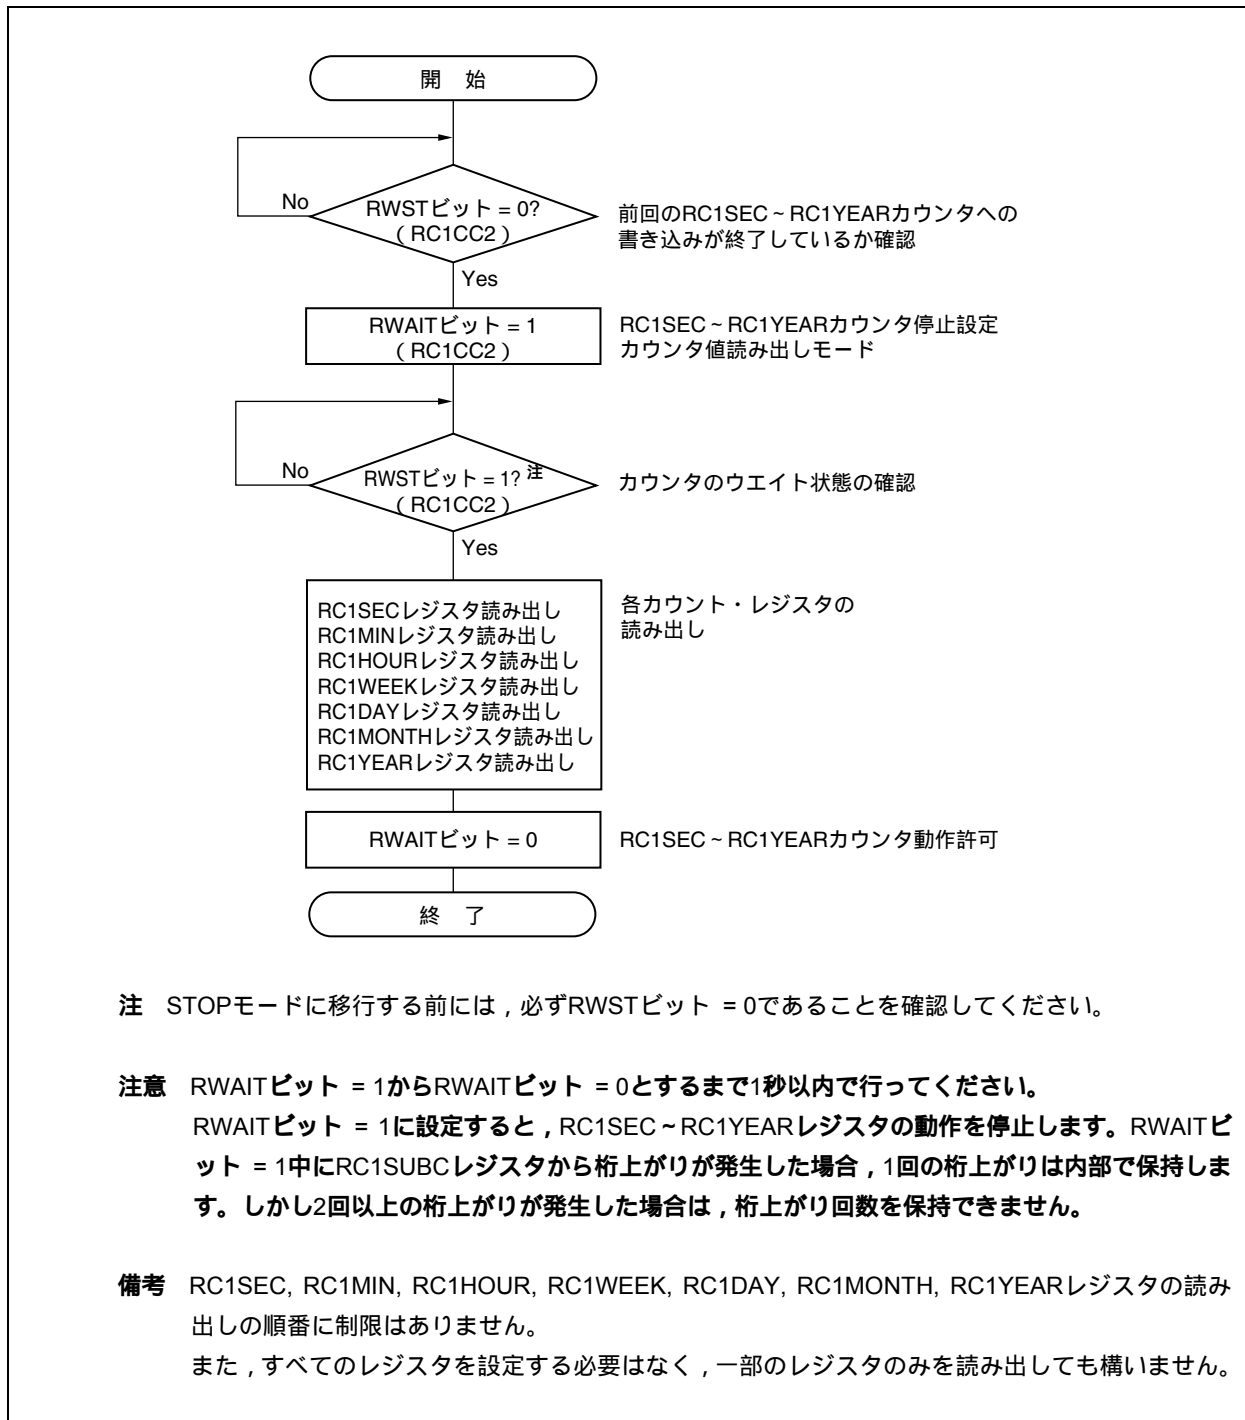 開 始
No
RWSTビット = 0?
( RC1CC2 )
前回のRC1SEC~RC1YEARカウンタへの
書き込みが終了しているか確認
Yes
RWAITビット = 1
( RC1CC2 )
RC1SEC~RC1YEARカウンタ停止設定
カウンタ値読み出しモード
No
RWSTビット = 1? 注
( RC1CC2 )
カウンタのウエイト状態の確認
Yes
RC1SECレジスタ読み出し
RC1MINレジスタ読み出し
RC1HOURレジスタ読み出し
RC1WEEKレジスタ読み出し
RC1DAYレジスタ読み出し
RC1MONTHレジスタ読み出し
RC1YEARレジスタ読み出し
各カウント・レジスタの
読み出し
RWAITビット = 0
RC1SEC~RC1YEARカウンタ動作許可
終 了
注 STOPモードに移行する前には,必ずRWSTビット = 0であることを確認してください。
注意 RWAITビット = 1からRWAITビット = 0とするまで1秒以内で行ってください。
RWAITビット = 1に設定すると,RC1SEC~RC1YEARレジスタの動作を停止します。RWAITビ
ット = 1中にRC1SUBCレジスタから桁上がりが発生した場合,1回の桁上がりは内部で保持しま
す。しかし2回以上の桁上がりが発生した場合は,桁上がり回数を保持できません。
備考 RC1SEC, RC1MIN, RC1HOUR, RC1WEEK, RC1DAY, RC1MONTH, RC1YEARレジスタの読み
出しの順番に制限はありません。
また,すべてのレジスタを設定する必要はなく,一部のレジスタのみを読み出しても構いません。